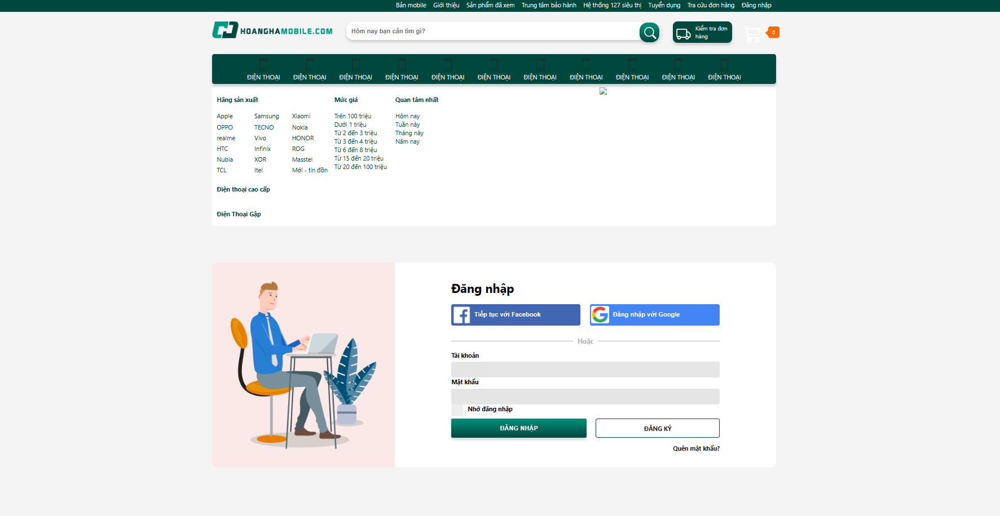 Bản mobile Giới thiệu Sản phẩm đã xem Trung tâm bảo hành Hệ thống 127 siêu thị Tuyển dụng Tra cứu đơn hàng Đăng nhập
HOANGHAMOBILE.COM
Hôm nay bạn cần tìm gì?
Kiểm tra đơn
hàng
0
ĐIỆN THOẠI ĐIỆN THOẠI ĐIỆN THOẠI ĐIỆN THOẠI ĐIỆN THOẠI ĐIỆN THOẠI ĐIỆN THOẠI ĐIỆN THOẠI ĐIỆN THOẠI ĐIỆN THOẠI ĐIỆN THOẠI
Hãng sản xuất
Apple Samsung Xiaomi
OPPO TECNO Nokia
realme Vivo HONOR
HTC Infinix ROG
Nubia XOR Masstel
TCL Itel Mới - tin đồn
Mức giá
Trên 100 triệu
Dưới 1 triệu
Từ 2 đến 3 triệu
Từ 3 đến 4 triệu
Từ 6 đến 8 triệu
Từ 15 đến 20 triệu
Từ 20 đến 100 triệu
Quan tâm nhất
Hôm nay
Tuần này
Tháng này
Năm nay
Điện thoại cao cấp
Điện Thoại Gập
Đăng nhập
Tiếp tục với Facebook
Đăng nhập với Google
Hoặc
Tài khoản
Mật khẩu
Nhớ đăng nhập
ĐĂNG NHẬP
ĐĂNG KÝ
Quên mật khẩu?